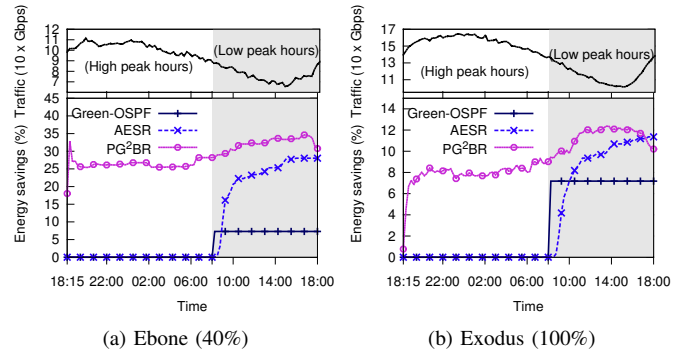 Traffic (10 x Gbps)
12
11
10
9
8
7
(High peak hours)
(Low peak hours)
Energy savings (%)
45
40
35
30
25
20
15
10
5
0
Green-OSPF
AESR
PG²BR
18:15 22:00 02:00 06:00 10:00 14:00 18:00
Time
(a) Ebone (40%)
Traffic (10 x Gbps)
17
15
13
11
(High peak hours)
(Low peak hours)
Energy savings (%)
14
12
10
8
6
4
2
0
Green-OSPF
AESR
PG²BR
18:15 22:00 02:00 06:00 10:00 14:00 18:00
Time
(b) Exodus (100%)